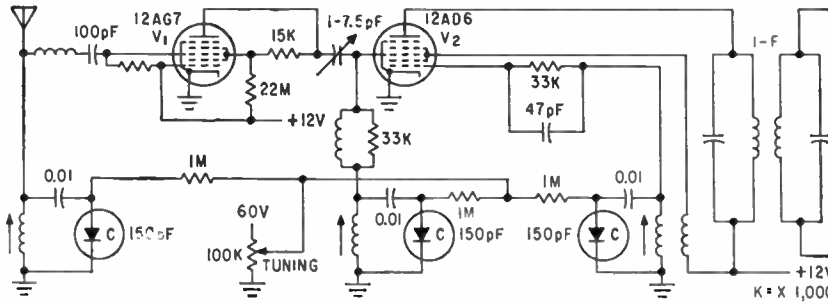 12AG7
V1
100pF
15K
1-7.5pF
12AD6
V2
I-F
22M
+12V
33K
47pF
33K
0.01
1M
150pF
C
60V
100K
TUNING
0.01
1M
150pF
C
1M
150pF
C
0.01
+12V
K = X 1,000